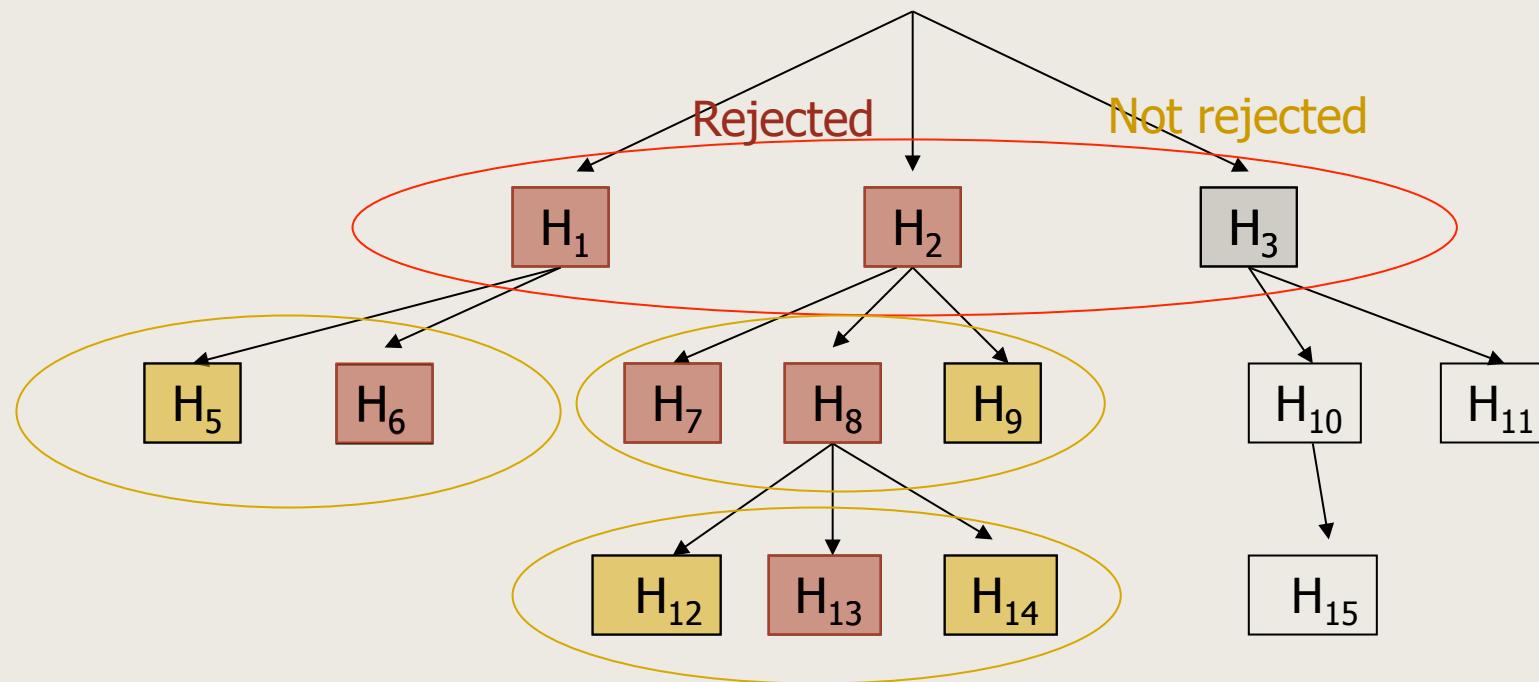 Rejected
Not rejected
H₁ H₂ H₃
H₅ H₆ H₇ H₈ H₉ H₁₀ H₁₁
H₁₂ H₁₃ H₁₄ H₁₅